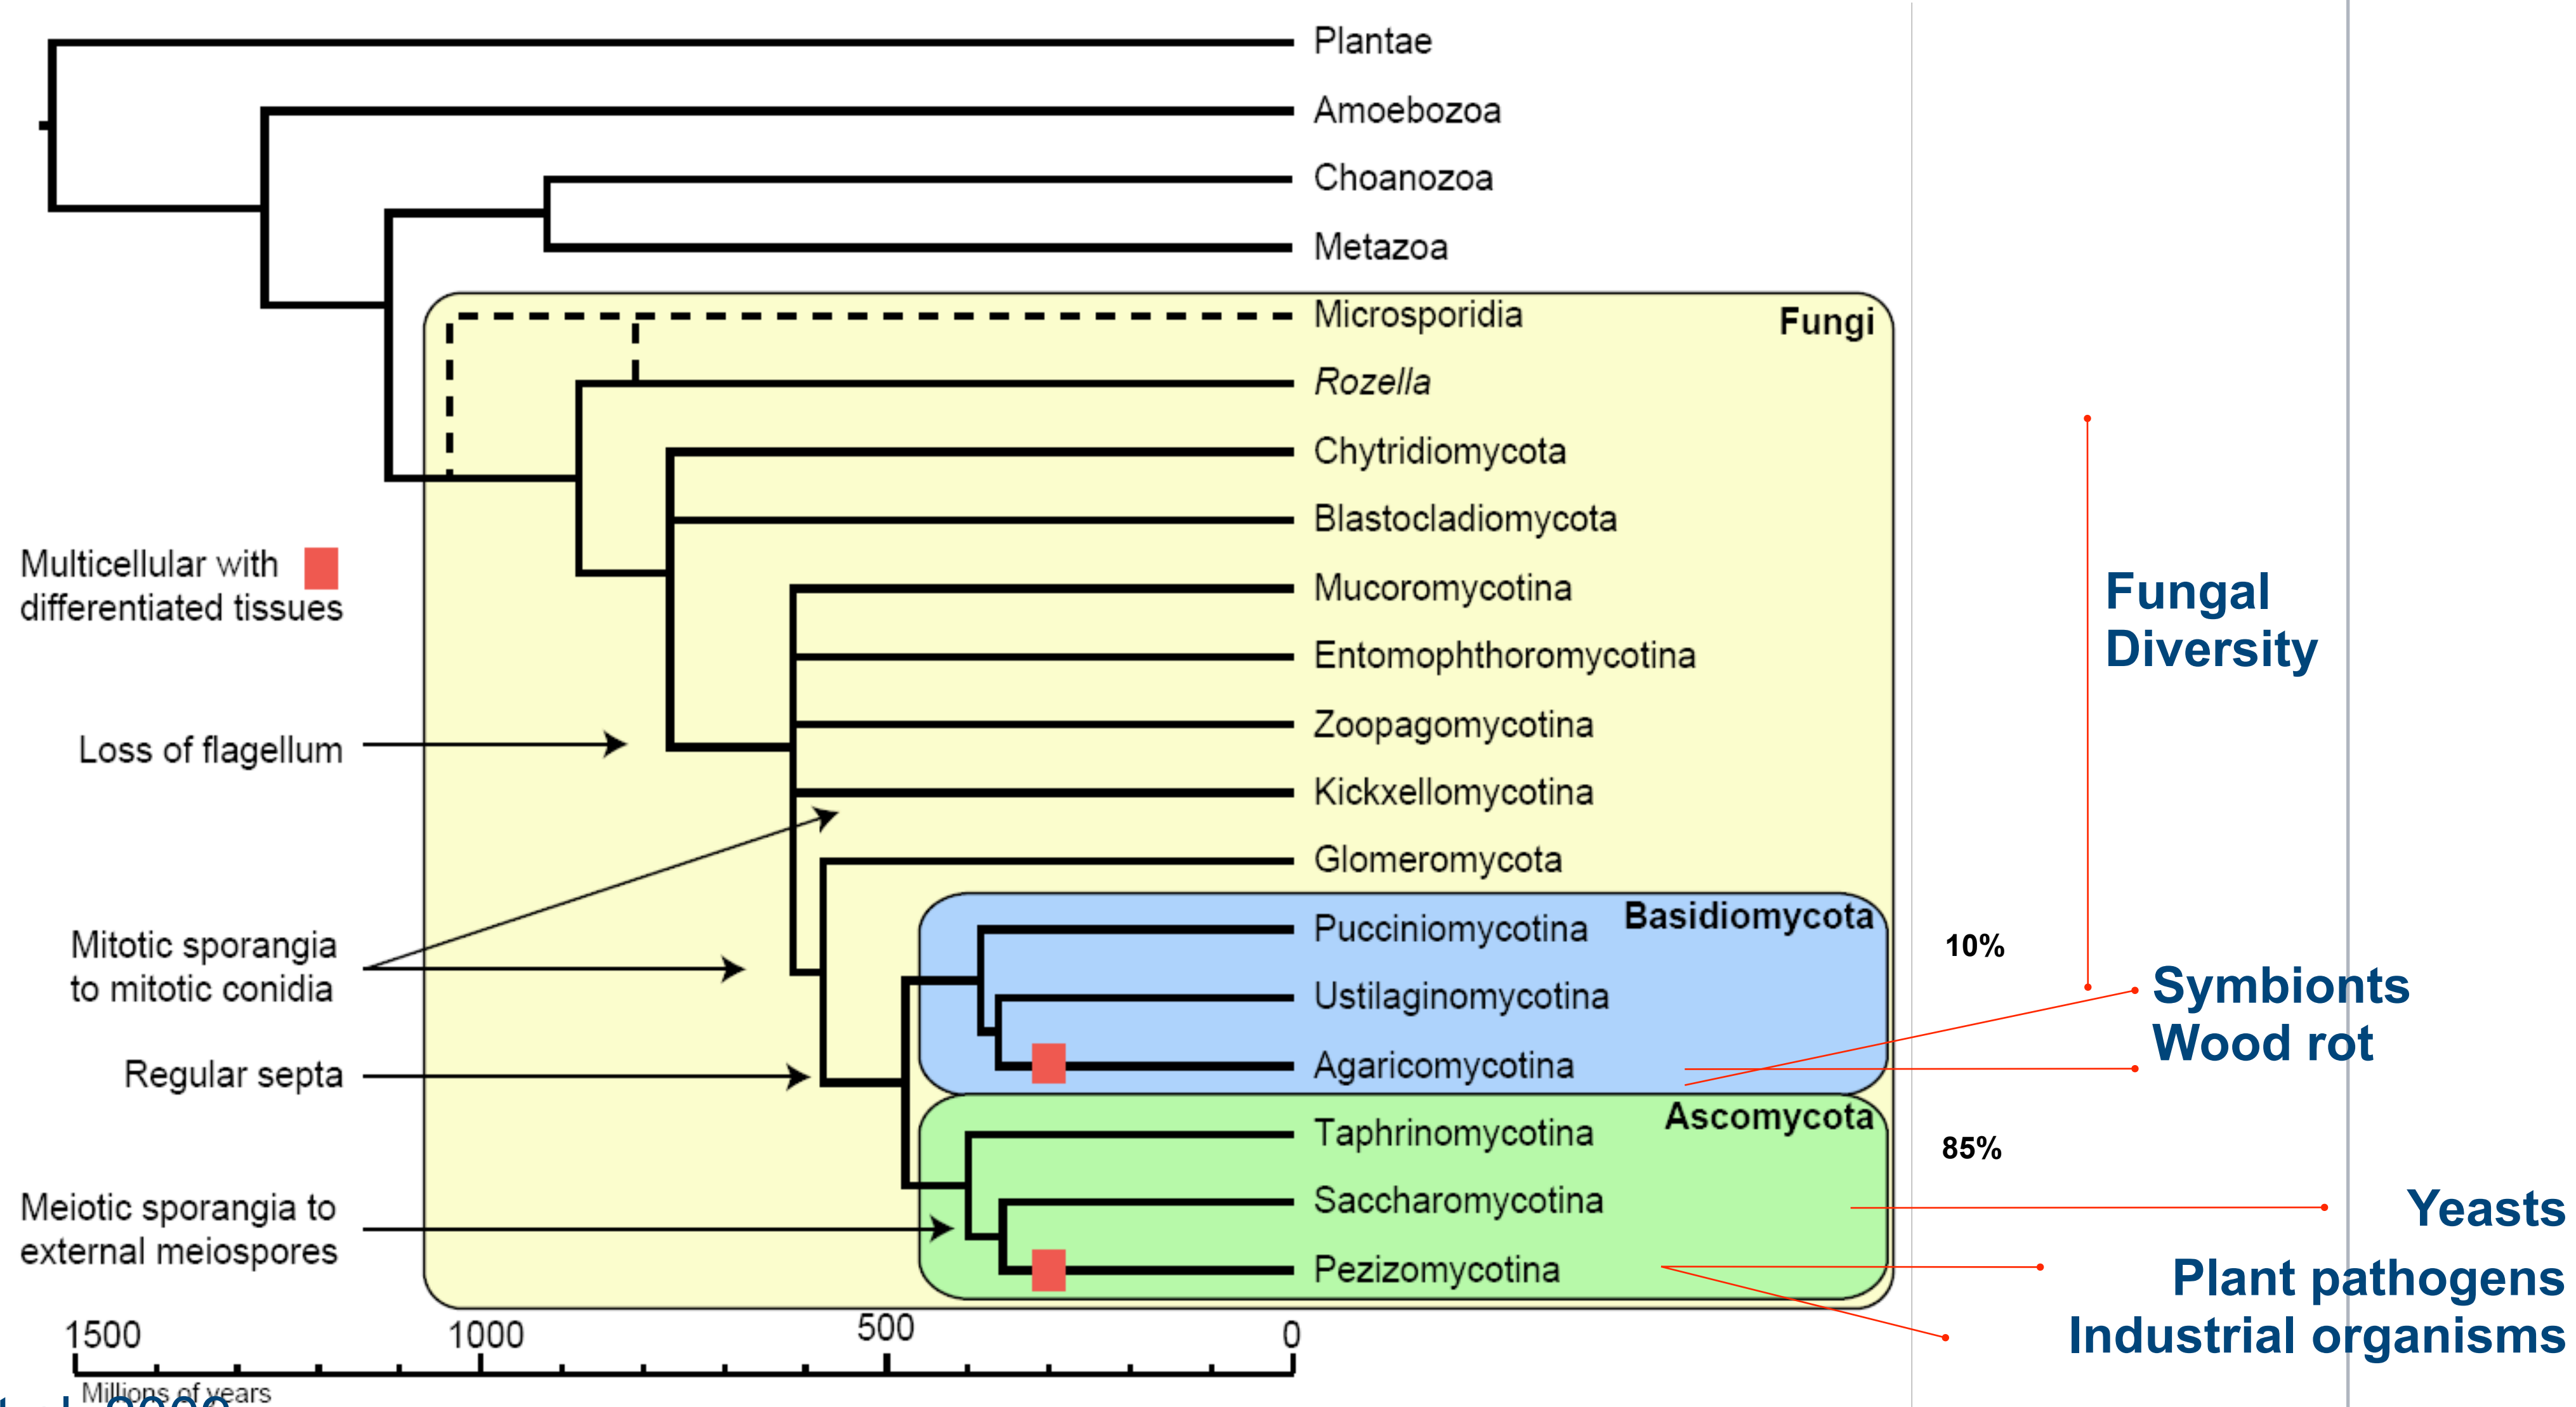 Plantae
Amoebozoa
Choanozoa
Metazoa
Microsporidia
Fungi
Rozella
Chytridiomycota
Blastocladiomycota
Multicellular with
differentiated tissues
Mucoromycotina
Fungal
Diversity
Entomophthoromycotina
Loss of flagellum
Zoopagomycotina
Kickxellomycotina
Glomeromycota
Basidiomycota
Pucciniomycotina
10%
Mitotic sporangia
to mitotic conidia
Ustilaginomycotina
Symbionts
Wood rot
Regular septa
Agaricomycotina
Ascomycota
Taphrinomycotina
85%
Meiotic sporangia to
external meiospores
Saccharomycotina
Yeasts
Pezizomycotina
Plant pathogens
Industrial organisms
1500 1000 500 0
Millions of years